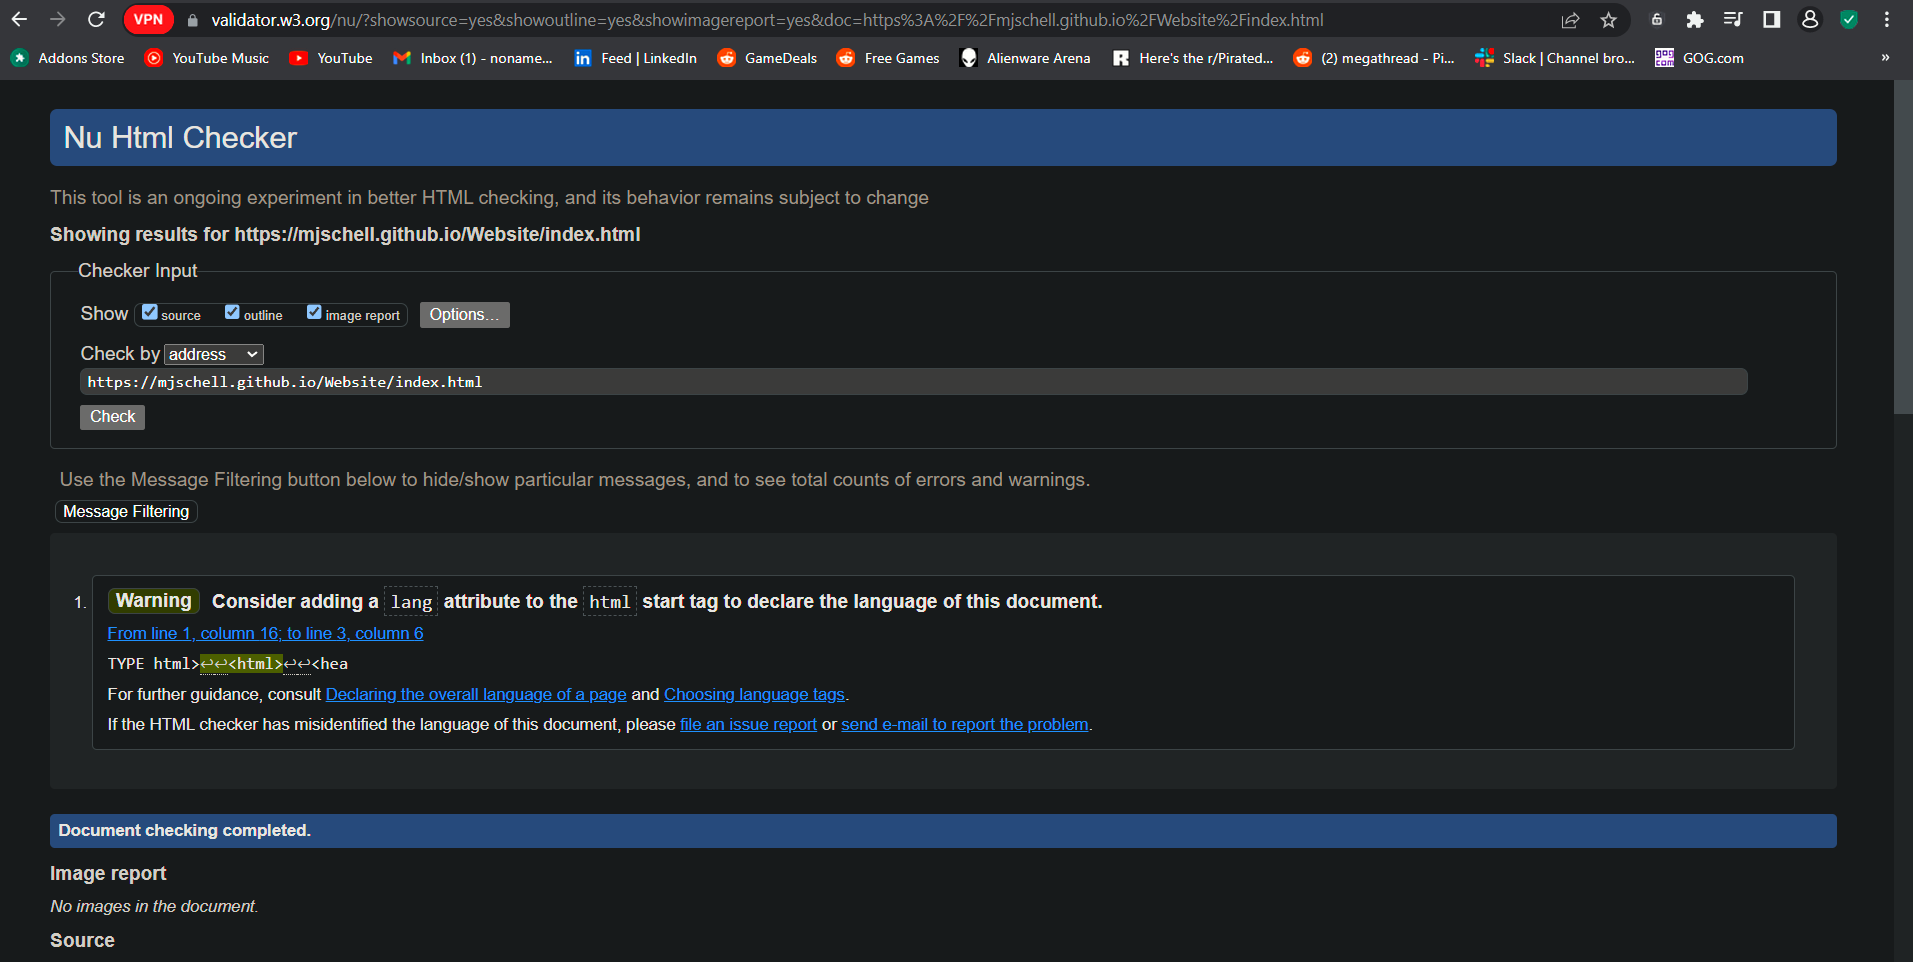 VPN validator.w3.org/nu/?showsource=yes&showoutline=yes&showimagereport=yes&doc=https%3A%2F%2Fmjschell.github.io%2FWebsite%2Findex.html
Addons Store YouTube Music YouTube Inbox (1) - noname... Feed | LinkedIn GameDeals Free Games Alienware Arena Here's the r/Pirated... (2) megathread - Pi... Slack | Channel bro... GOG.com »
Nu Html Checker
This tool is an ongoing experiment in better HTML checking, and its behavior remains subject to change
Showing results for https://mjschell.github.io/Website/index.html
Checker Input
Show source outline image report Options...
Check by address
https://mjschell.github.io/Website/index.html
Check
Use the Message Filtering button below to hide/show particular messages, and to see total counts of errors and warnings.
Message Filtering
1. Warning Consider adding a lang attribute to the html start tag to declare the language of this document.
From line 1, column 16; to line 3, column 6
TYPE html>↩↩<html>↩↩<hea
For further guidance, consult Declaring the overall language of a page and Choosing language tags.
If the HTML checker has misidentified the language of this document, please file an issue report or send e-mail to report the problem.
Document checking completed.
Image report
No images in the document.
Source